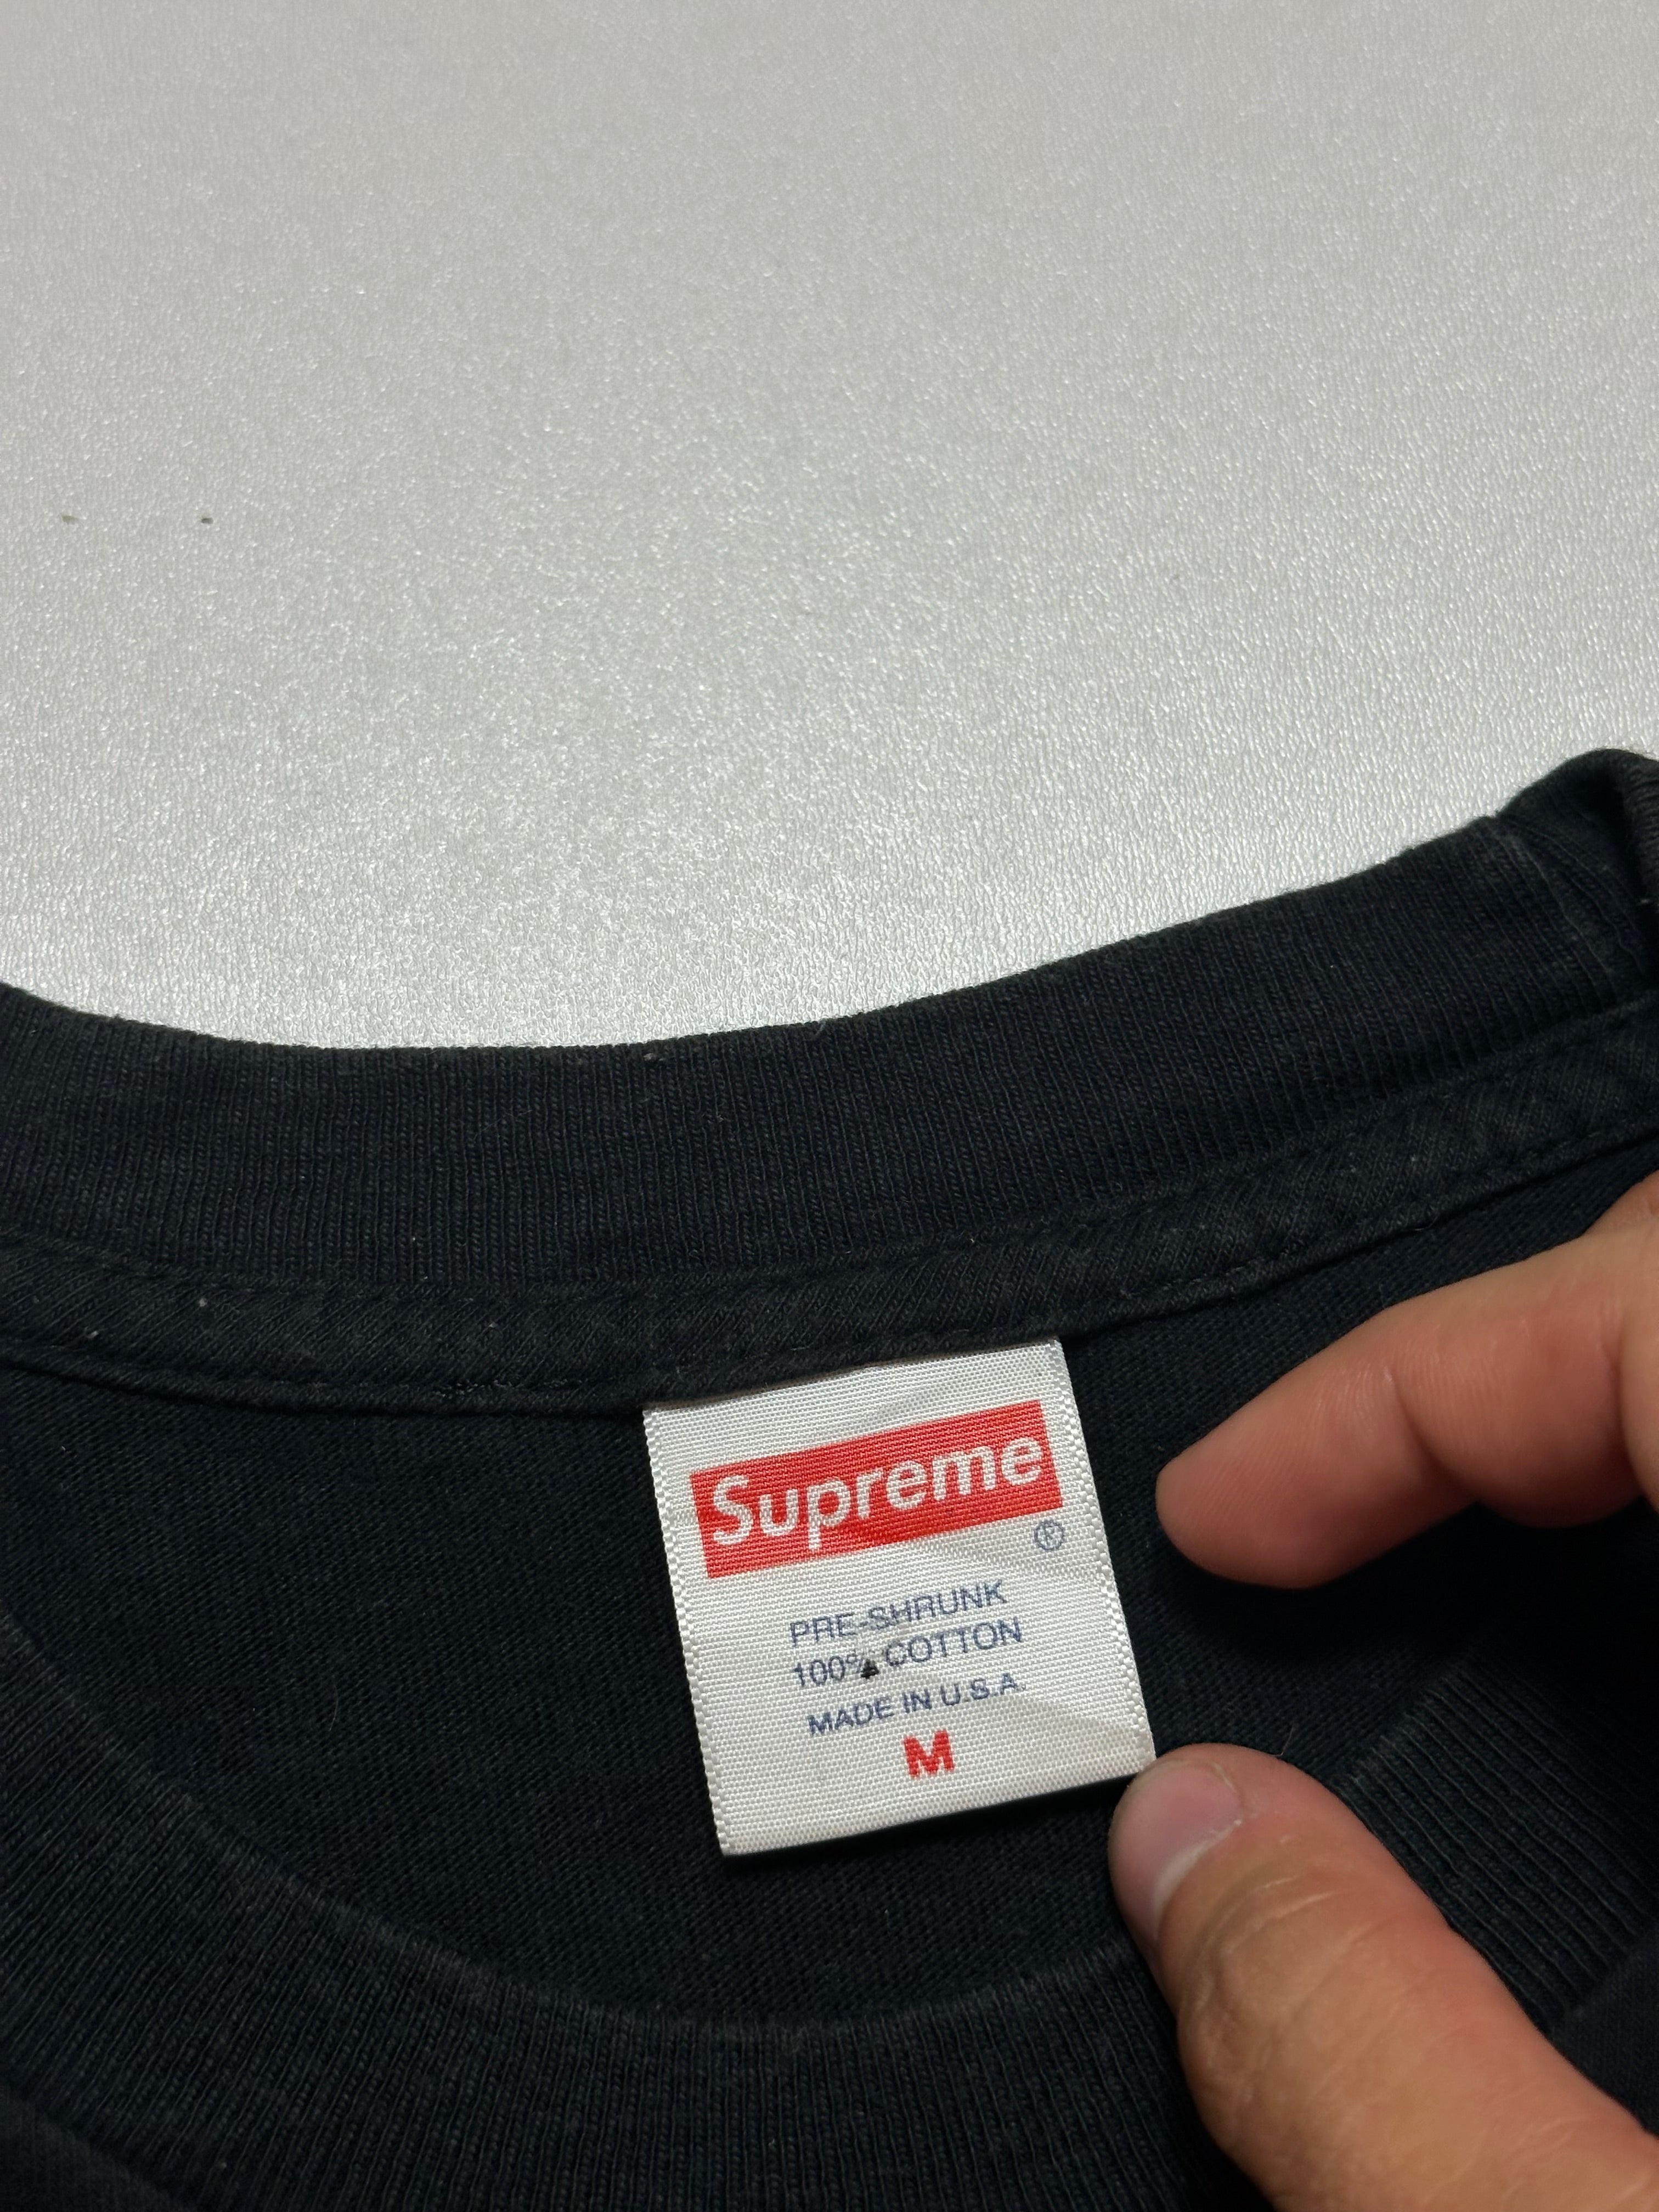 Supreme
®
PRE-SHRUNK
100% COTTON
MADE IN U.S.A.
M